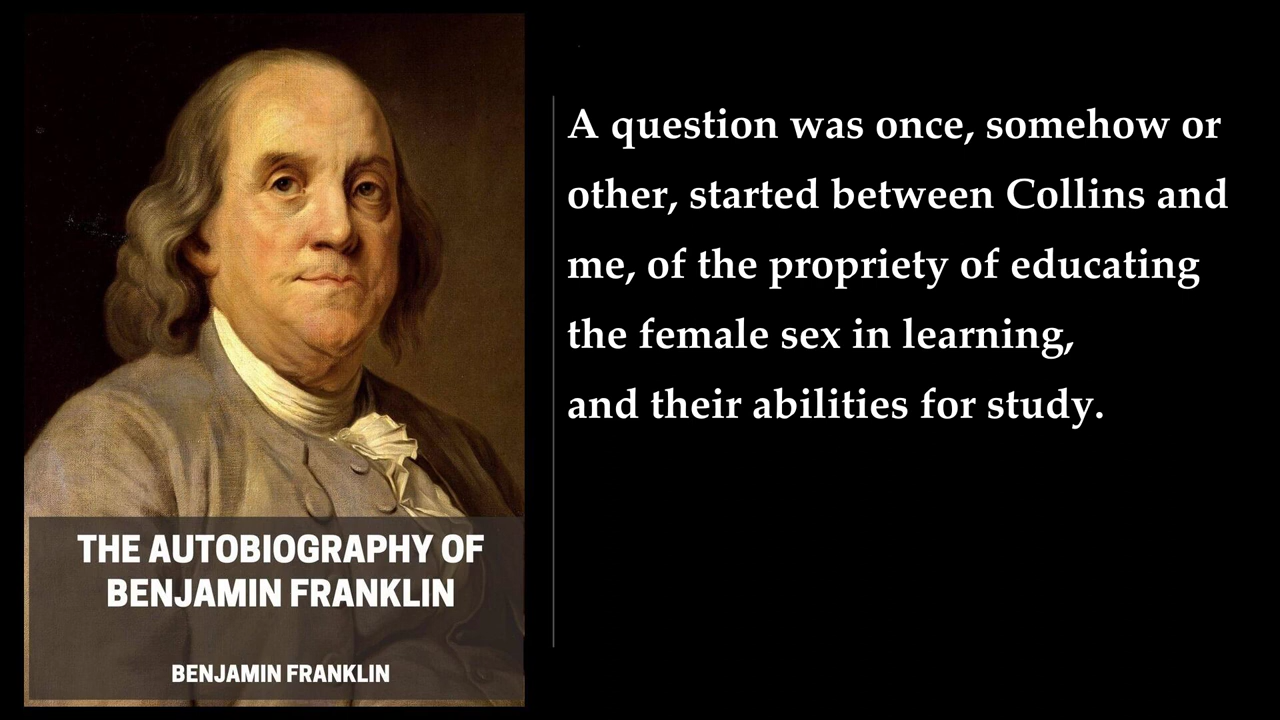 THE AUTOBIOGRAPHY OF
BENJAMIN FRANKLIN
BENJAMIN FRANKLIN
A question was once, somehow or
other, started between Collins and
me, of the propriety of educating
the female sex in learning,
and their abilities for study.